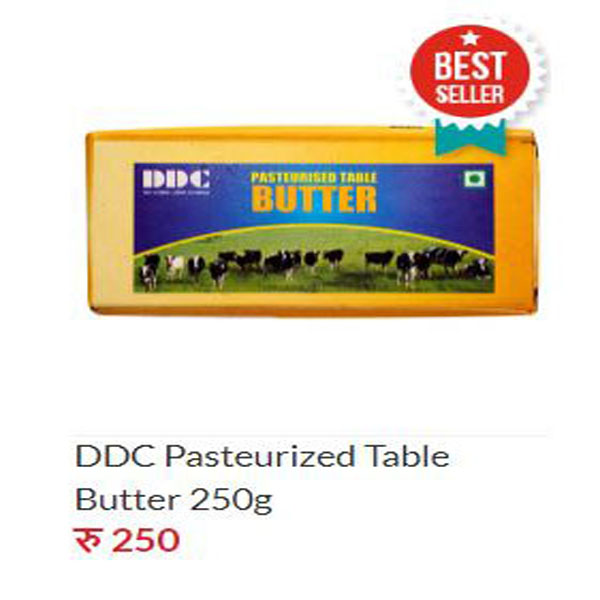 BEST
SELLER
DDC
PASTEURISED TABLE
BUTTER
DDC Pasteurized Table
Butter 250g
रु 250